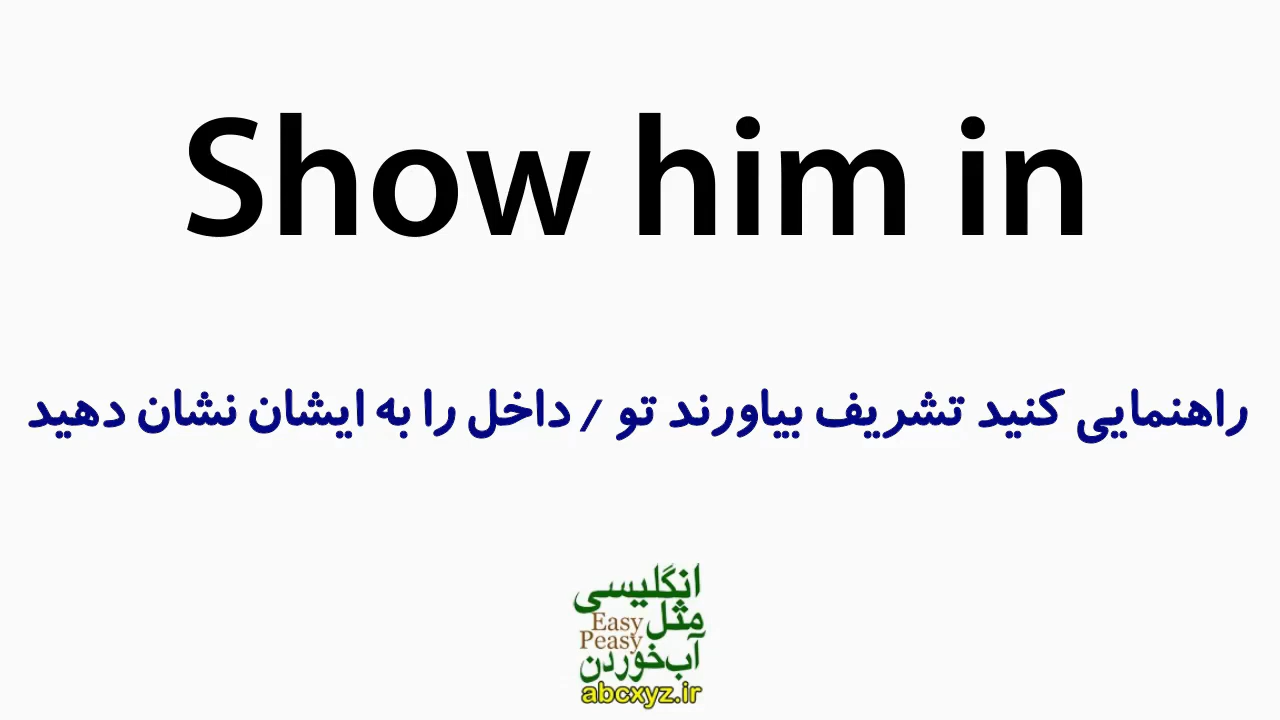 Show him in
راهنمایی کنید تشریف بیاورند تو / داخل را به ایشان نشان دهید
انگلیسی
مثل
Easy
Peasy
آب‌خوردن
abcxyz.ir